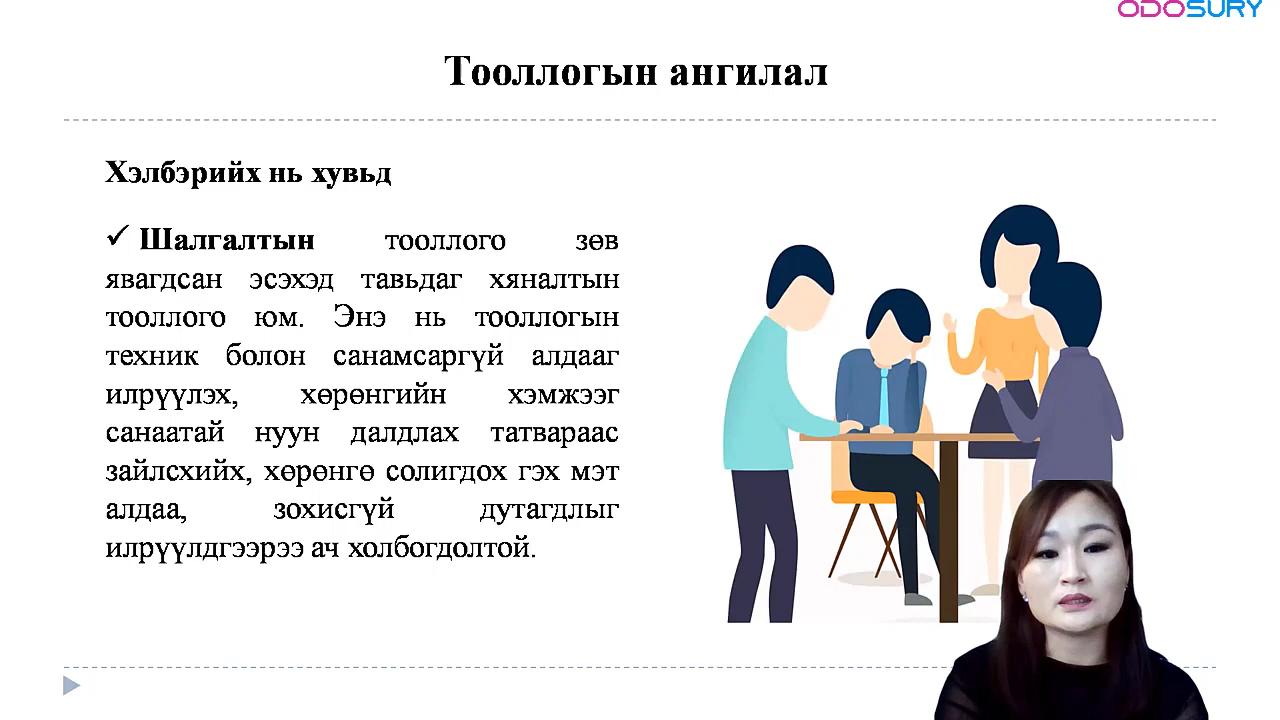 ODOSURY
Тооллогын ангилал
Хэлбэрийх нь хувьд
✓ Шалгалтын тооллого зөв
явагдсан эсэхэд тавьдаг хяналтын
тооллого юм. Энэ нь тооллогын
техник болон санамсаргүй алдааг
илрүүлэх, хөрөнгийн хэмжээг
санаатай нуун далдлах татвараас
зайлсхийх, хөрөнгө солигдох гэх мэт
алдаа, зохисгүй дутагдлыг
илрүүлдгээрээ ач холбогдолтой.